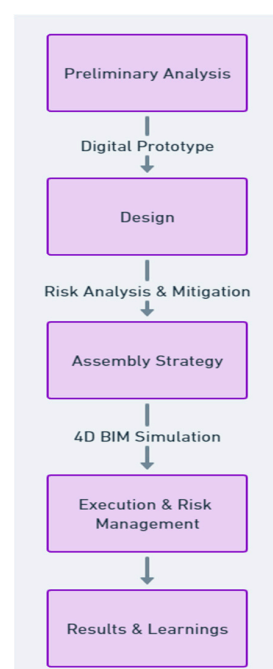 Preliminary Analysis
Digital Prototype
Design
Risk Analysis & Mitigation
Assembly Strategy
4D BIM Simulation
Execution & Risk
Management
Results & Learnings